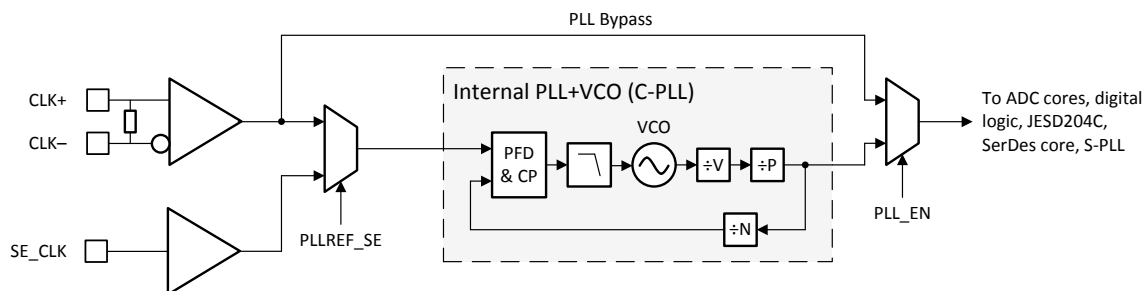 PLL Bypass
CLK+
CLK–
Internal PLL+VCO (C-PLL)
VCO
PFD
& CP
÷V
÷P
÷N
To ADC cores, digital
logic, JESD204C,
SerDes core, S-PLL
PLLREF_SE
PLL_EN
SE_CLK